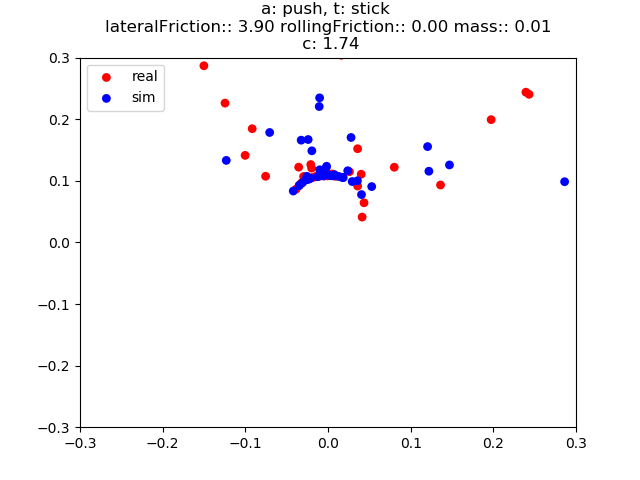 a: push, t: stick
lateralFriction:: 3.90 rollingFriction:: 0.00 mass:: 0.01
c: 1.74
real
sim
0.3
0.2
0.1
0.0
−0.1
−0.2
−0.3
−0.3
−0.2
−0.1
0.0
0.1
0.2
0.3